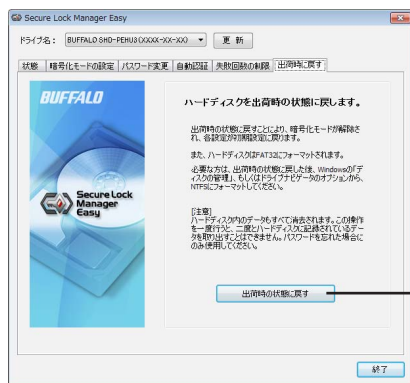 Secure Lock Manager Easy
ドライブ名： BUFFALO SHD-PEHU3(XXXX-XX-XX) 更 新
状態 暗号化モードの設定 パスワード変更 自動認証 失敗回数の制限 出荷時に戻す
BUFFALO
Secure Lock
Manager
Easy
ハードディスクを出荷時の状態に戻します。
出荷時の状態に戻すことにより、暗号化モードが解除さ
れ、各設定が初期設定に戻ります。
また、ハードディスクはFAT32にフォーマットされます。
必要な方は、出荷時の状態に戻した後、Windowsの「デ
ィスクの管理」、もしくはドライブナビゲータのオプションから、
NTFSにフォーマットしてください。
[注意]
ハードディスク内のデータもすべて消去されます。この操作
を一度行うと、二度とハードディスクに記録されているデー
タを取り出すことはできません。パスワードを忘れた場合に
のみ使用してください。
出荷時の状態に戻す
終了